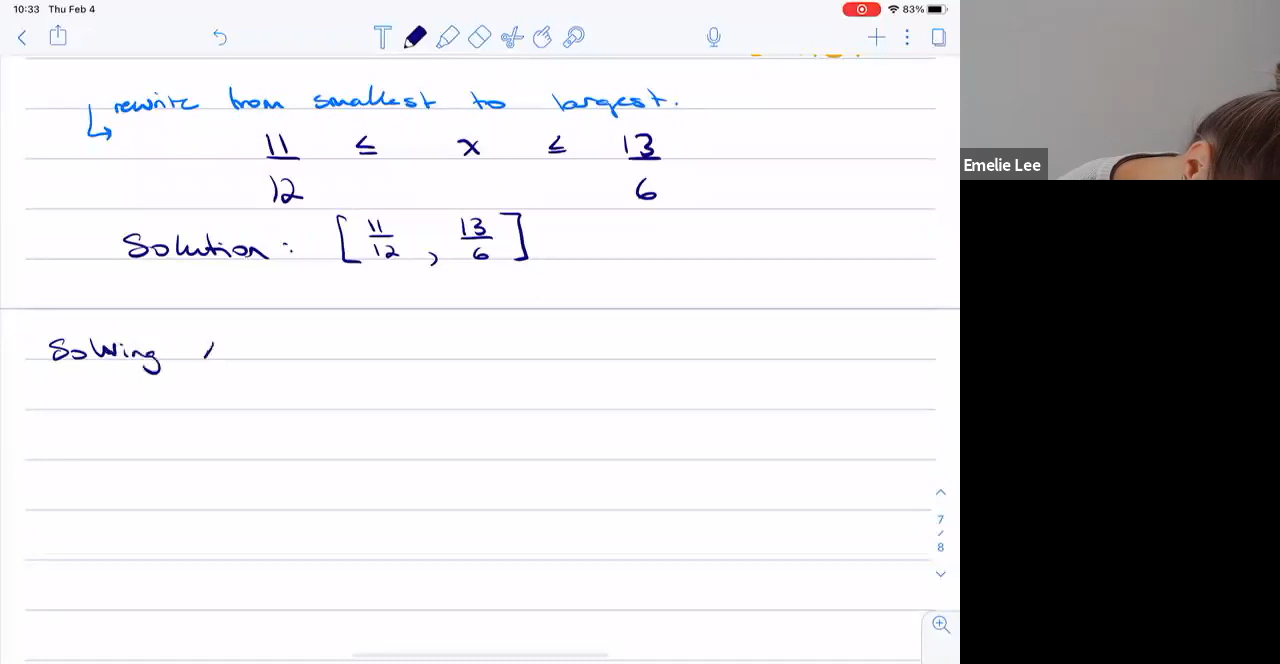 10:33 Thu Feb 4
83%
rewrite from smallest to largest.
11/12 ≤ x ≤ 13/6
Solution: [11/12, 13/6]
Solving
Emelie Lee
7/8